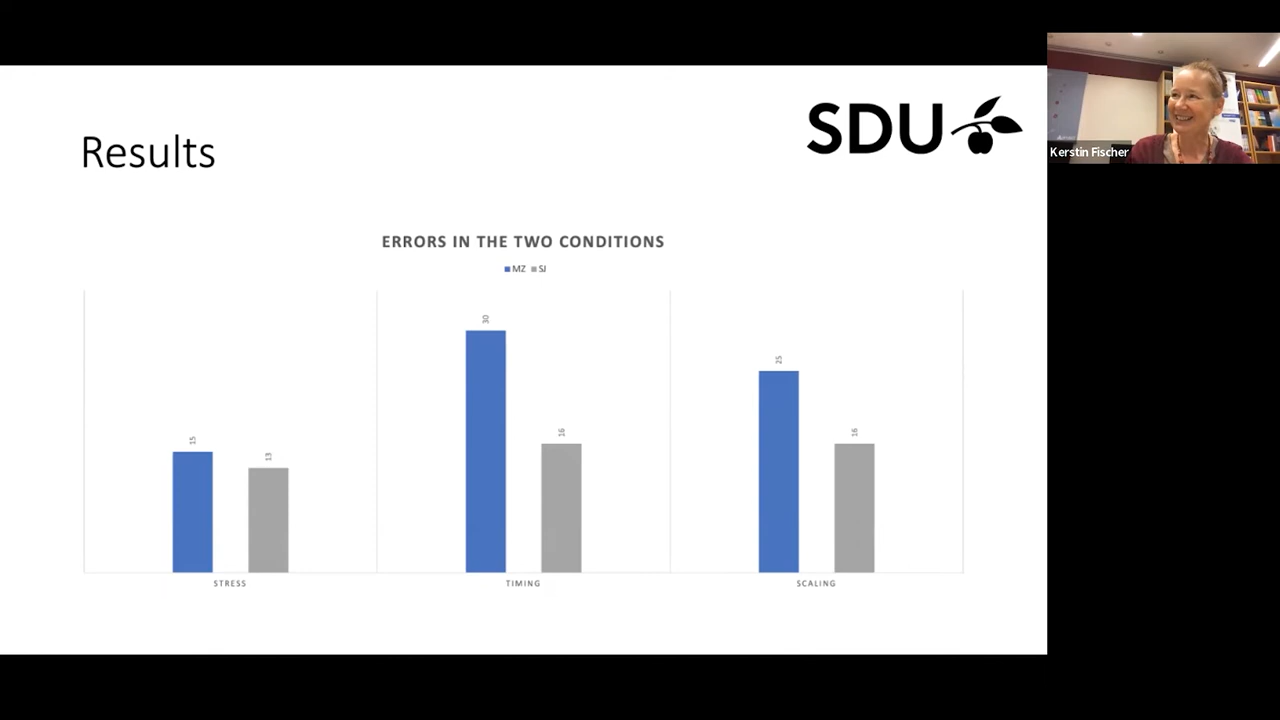 Results
SDU
Kerstin Fischer
ERRORS IN THE TWO CONDITIONS
MZ SJ
15
13
30
16
25
16
STRESS
TIMING
SCALING